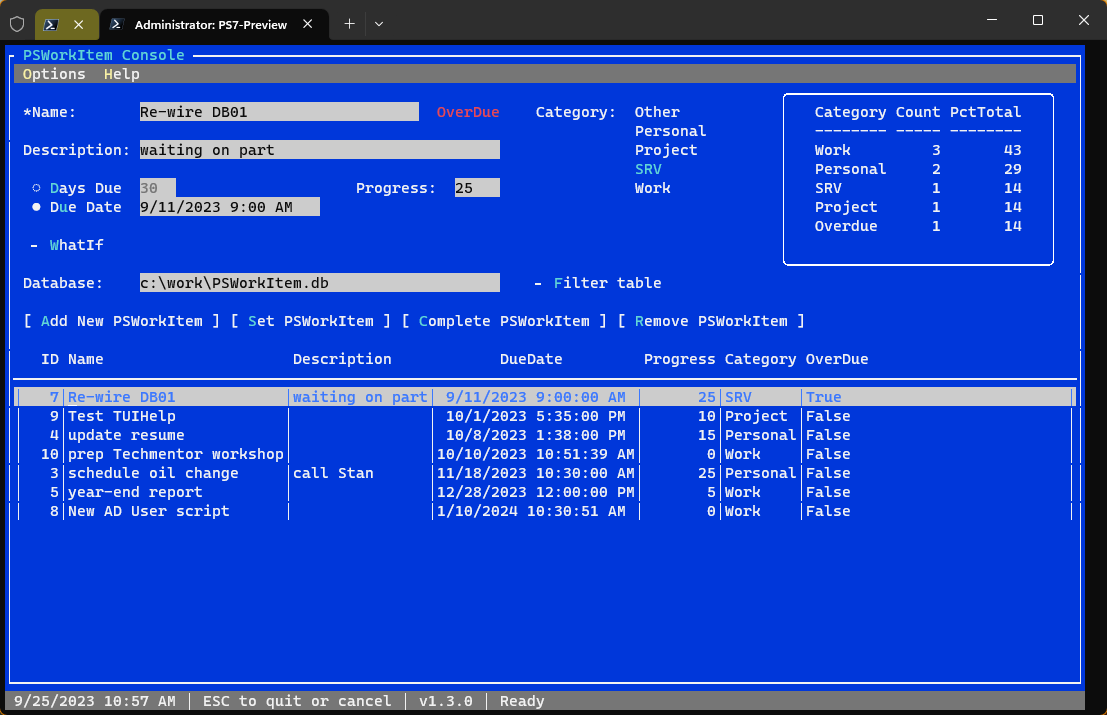 Administrator: PS7-Preview
PSWorkItem Console
Options Help
*Name: Re-wire DB01 OverDue Category: Other
Personal
Description: waiting on part Project
SRV
Days Due 30 Progress: 25 Work
Due Date 9/11/2023 9:00 AM
Category Count PctTotal
-------- ----- --------
Work 3 43
Personal 2 29
SRV 1 14
Project 1 14
Overdue 1 14
- WhatIf
Database: c:\work\PSWorkItem.db - Filter table
[ Add New PSWorkItem ] [ Set PSWorkItem ] [ Complete PSWorkItem ] [ Remove PSWorkItem ]
ID Name Description DueDate Progress Category OverDue
7 Re-wire DB01 waiting on part 9/11/2023 9:00:00 AM 25 SRV True
9 Test TUIHelp 10/1/2023 5:35:00 PM 10 Project False
4 update resume 10/8/2023 1:38:00 PM 15 Personal False
10 prep Techmentor workshop 10/10/2023 10:51:39 AM 0 Work False
3 schedule oil change call Stan 11/18/2023 10:30:00 AM 25 Personal False
5 year-end report 12/28/2023 12:00:00 PM 5 Work False
8 New AD User script 1/10/2024 10:30:51 AM 0 Work False
9/25/2023 10:57 AM | ESC to quit or cancel | v1.3.0 | Ready